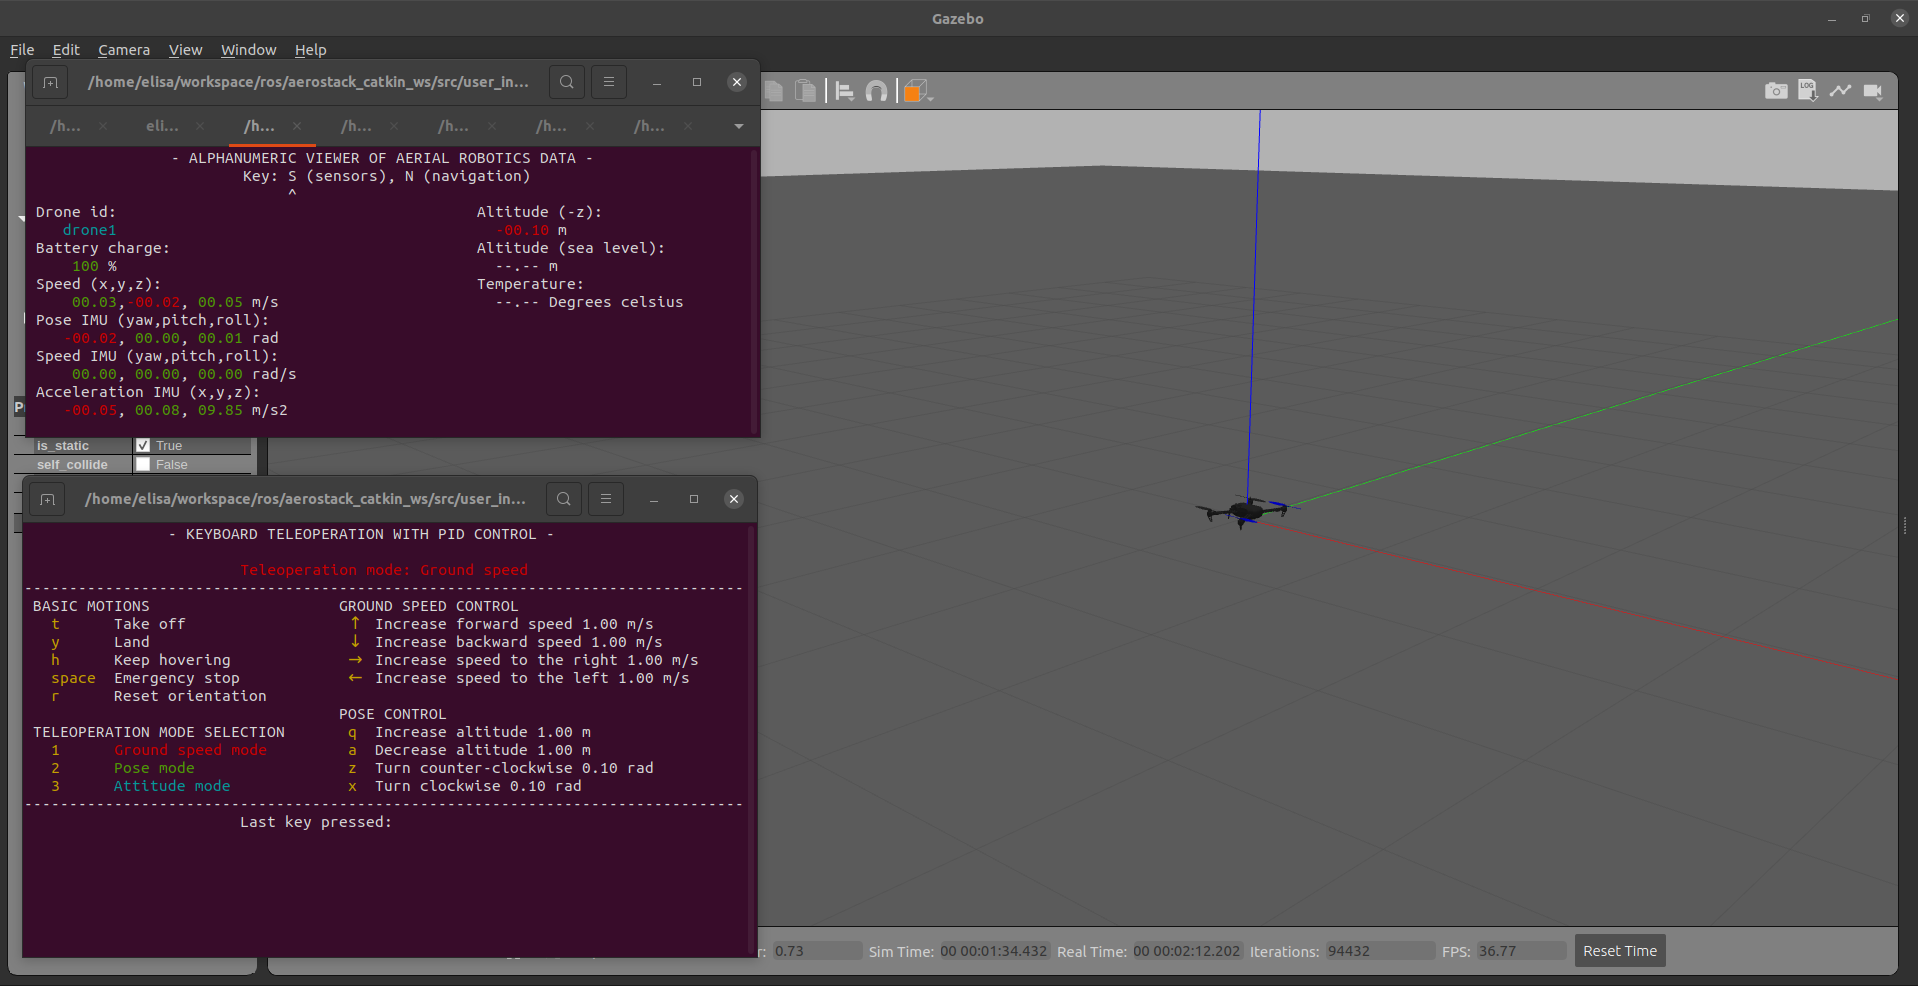 Gazebo
File Edit Camera View Window Help
/home/elisa/workspace/ros/aerostack_catkin_ws/src/user_in...
/h... eli... /h... /h... /h... /h... /h...
- ALPHANUMERIC VIEWER OF AERIAL ROBOTICS DATA -
Key: S (sensors), N (navigation)
^
Drone id: Altitude (-z):
drone1 -00.10 m
Battery charge: Altitude (sea level):
100 % --.-- m
Speed (x,y,z): Temperature:
00.03,-00.02, 00.05 m/s --.-- Degrees celsius
Pose IMU (yaw,pitch,roll):
-00.02, 00.00, 00.01 rad
Speed IMU (yaw,pitch,roll):
00.00, 00.00, 00.00 rad/s
Acceleration IMU (x,y,z):
-00.05, 00.08, 09.85 m/s2
is_static True
self_collide False
/home/elisa/workspace/ros/aerostack_catkin_ws/src/user_in...
- KEYBOARD TELEOPERATION WITH PID CONTROL -
Teleoperation mode: Ground speed
--------------------------------------------------------------------------------
BASIC MOTIONS GROUND SPEED CONTROL
t Take off ↑ Increase forward speed 1.00 m/s
y Land ↓ Increase backward speed 1.00 m/s
h Keep hovering → Increase speed to the right 1.00 m/s
space Emergency stop ← Increase speed to the left 1.00 m/s
r Reset orientation
POSE CONTROL
TELEOPERATION MODE SELECTION q Increase altitude 1.00 m
1 Ground speed mode a Decrease altitude 1.00 m
2 Pose mode z Turn counter-clockwise 0.10 rad
3 Attitude mode x Turn clockwise 0.10 rad
--------------------------------------------------------------------------------
Last key pressed:
LOG
r: 0.73 Sim Time: 00 00:01:34.432 Real Time: 00 00:02:12.202 Iterations: 94432 FPS: 36.77 Reset Time